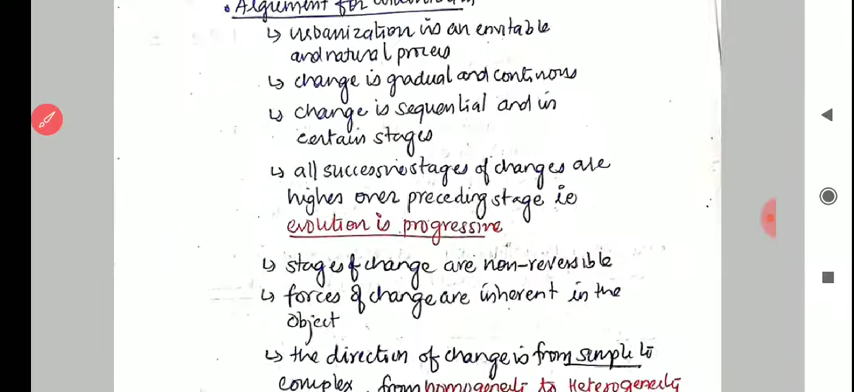 • Argument for
↳ urbanization is an envitable
and natural process
↳ change is gradual and continous
↳ change is sequential and in
certain stages
↳ all successive stages of changes are
higher over preceding stage ie
evolution is progressive
↳ stages of change are non-reversible
↳ forces of change are inherent in the
object
↳ the direction of change is from simple to
complex, from homogeneity to Heterogeneity